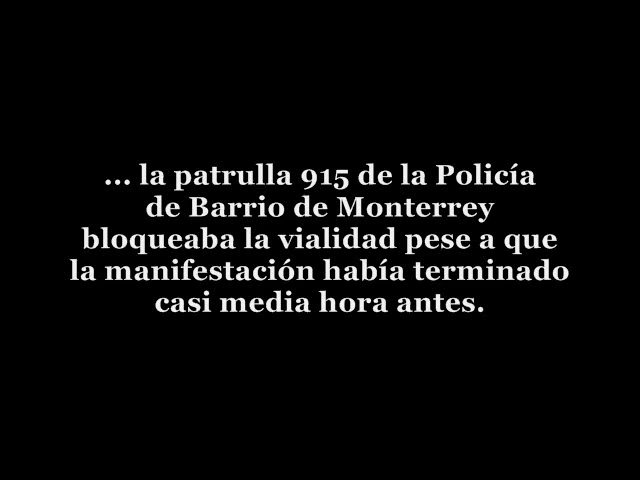 ... la patrulla 915 de la Policía
de Barrio de Monterrey
bloqueaba la vialidad pese a que
la manifestación había terminado
casi media hora antes.